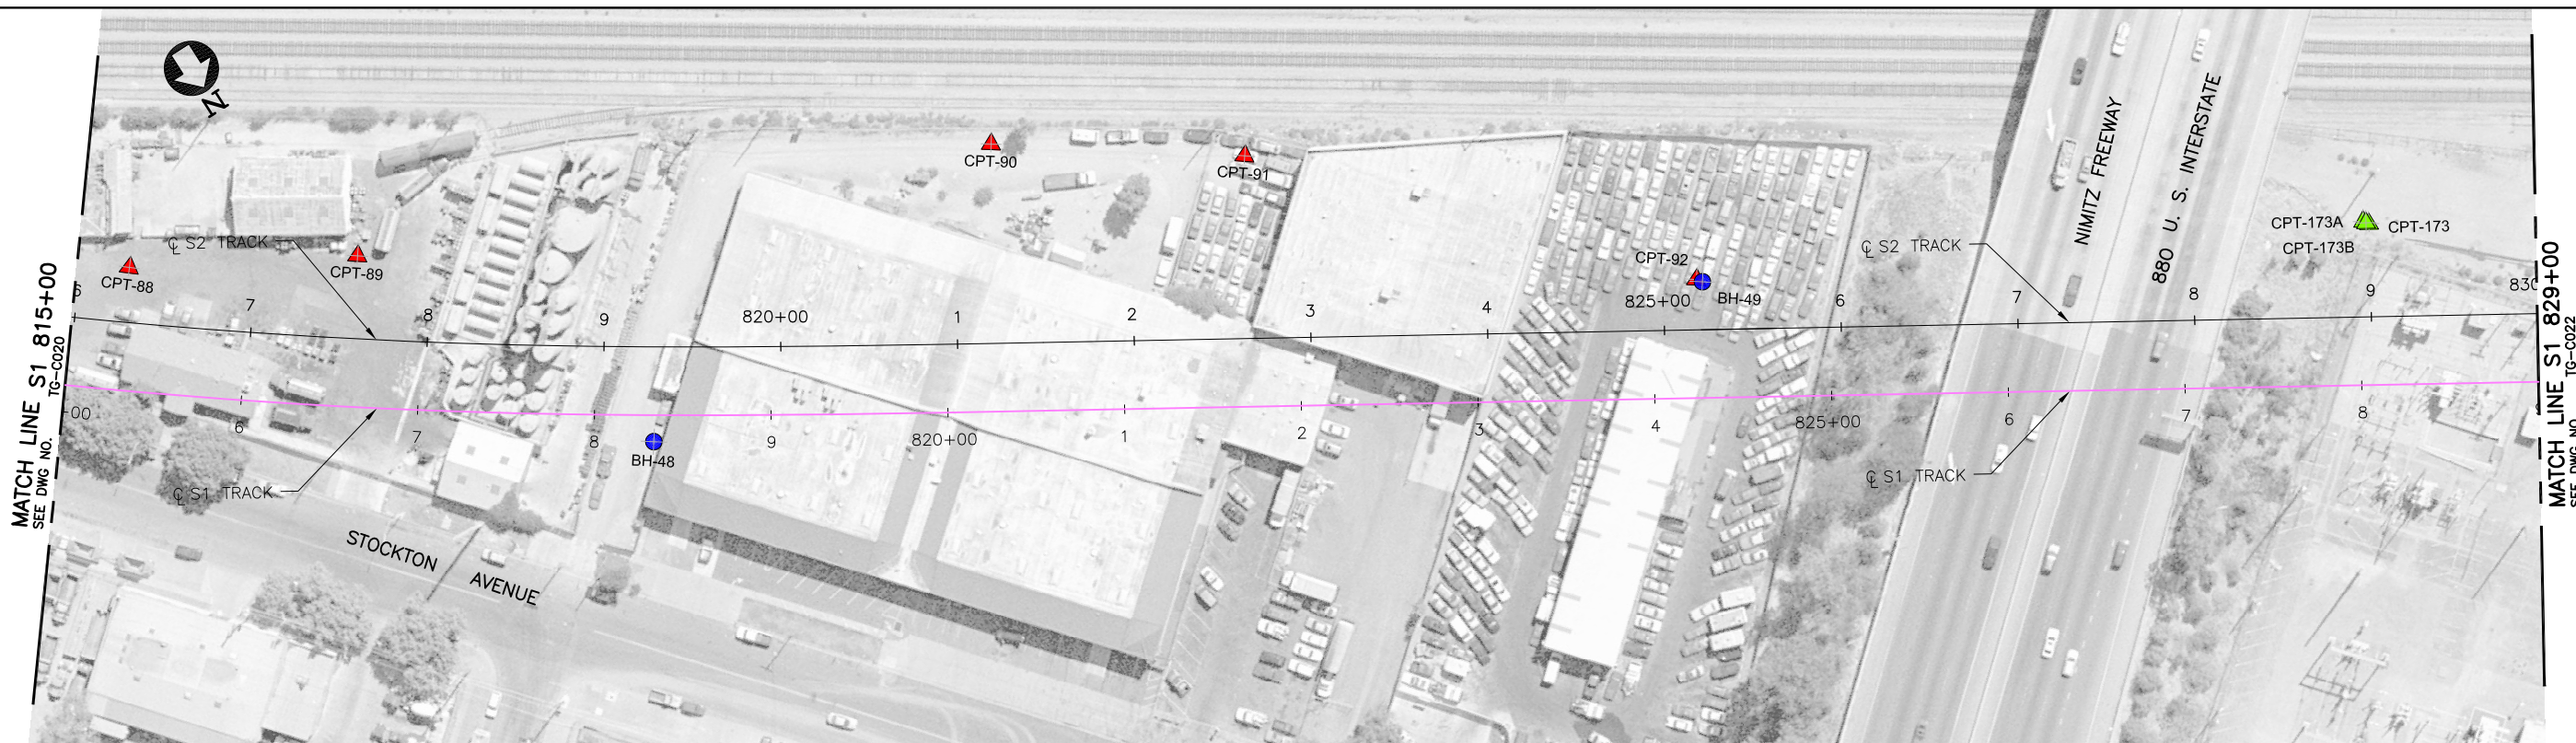 N
MATCH LINE S1 815+00
SEE DWG NO. TG-C020
CPT-88
CPT-89
CPT-90
CPT-91
CPT-92
BH-49
BH-48
CPT-173A
CPT-173
CPT-173B
NIMITZ FREEWAY
880 U. S. INTERSTATE
℄ S2 TRACK
℄ S2 TRACK
6 7 8 9 820+00 1 2 3 4 825+00 6 7 8 9 830
00 6 7 8 9 820+00 1 2 3 4 825+00 6 7 8
℄ S1 TRACK
℄ S1 TRACK
STOCKTON AVENUE
MATCH LINE S1 829+00
SEE DWG NO. TG-C022